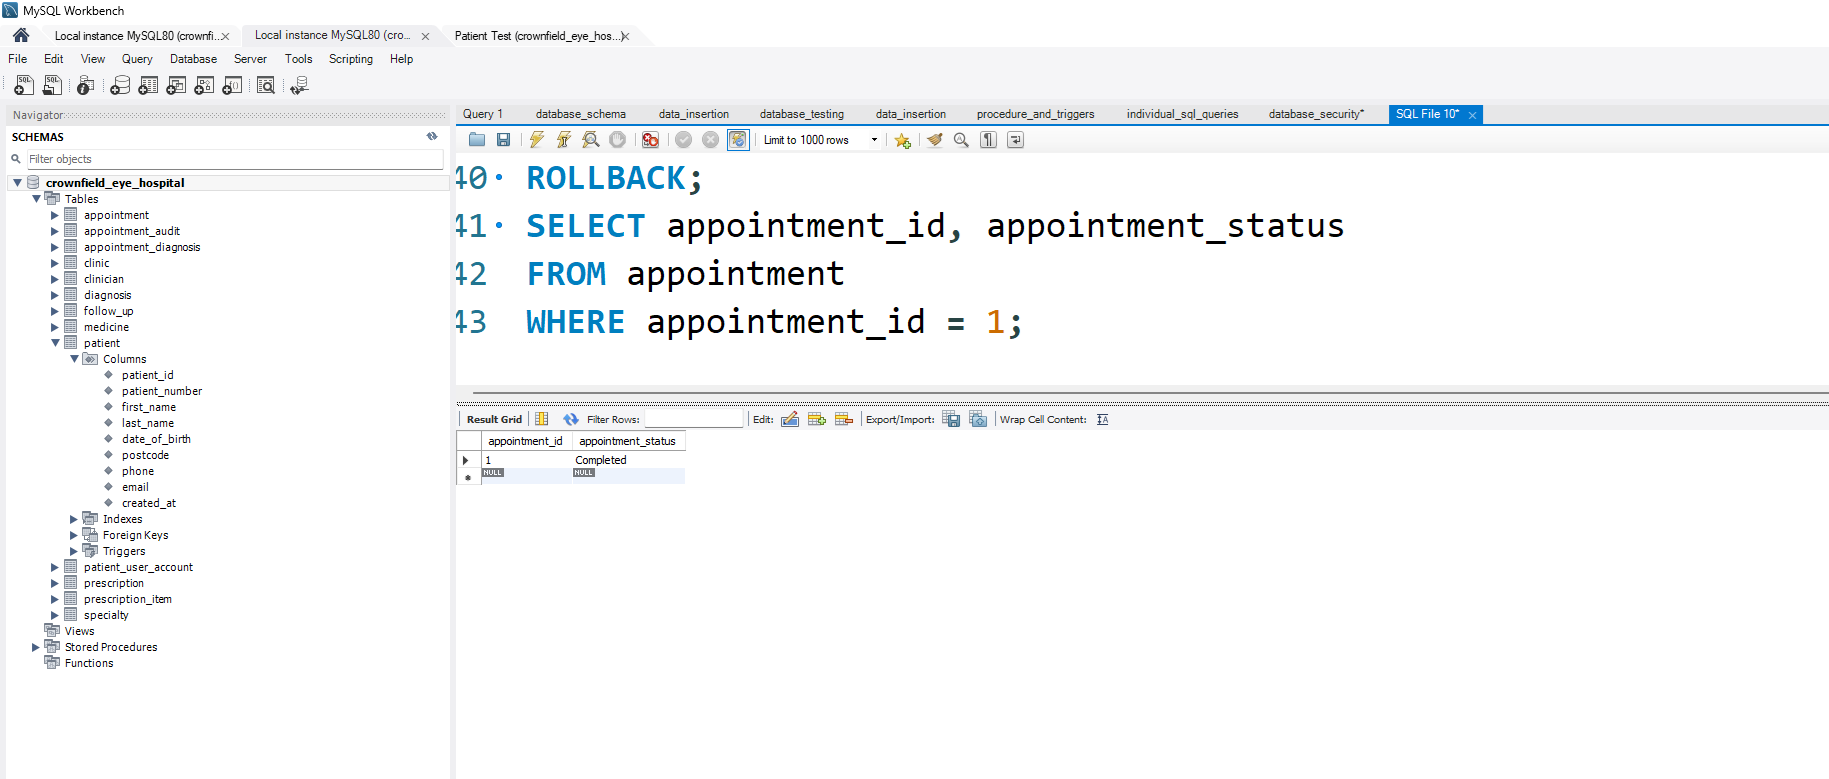 MySQL Workbench
Local instance MySQL80 (crownfi... Local instance MySQL80 (cro... Patient Test (crownfield_eye_hos...)
File Edit View Query Database Server Tools Scripting Help
Navigator
SCHEMAS
Filter objects
crownfield_eye_hospital
Tables
appointment
appointment_audit
appointment_diagnosis
clinic
clinician
diagnosis
follow_up
medicine
patient
Columns
patient_id
patient_number
first_name
last_name
date_of_birth
postcode
phone
email
created_at
Indexes
Foreign Keys
Triggers
patient_user_account
prescription
prescription_item
specialty
Views
Stored Procedures
Functions
Query 1 database_schema data_insertion database_testing data_insertion procedure_and_triggers individual_sql_queries database_security* SQL File 10*
Limit to 1000 rows
40 ROLLBACK;
41 SELECT appointment_id, appointment_status
42 FROM appointment
43 WHERE appointment_id = 1;
Result Grid Filter Rows: Edit: Export/Import: Wrap Cell Content:
appointment_id appointment_status
1 Completed
NULL NULL